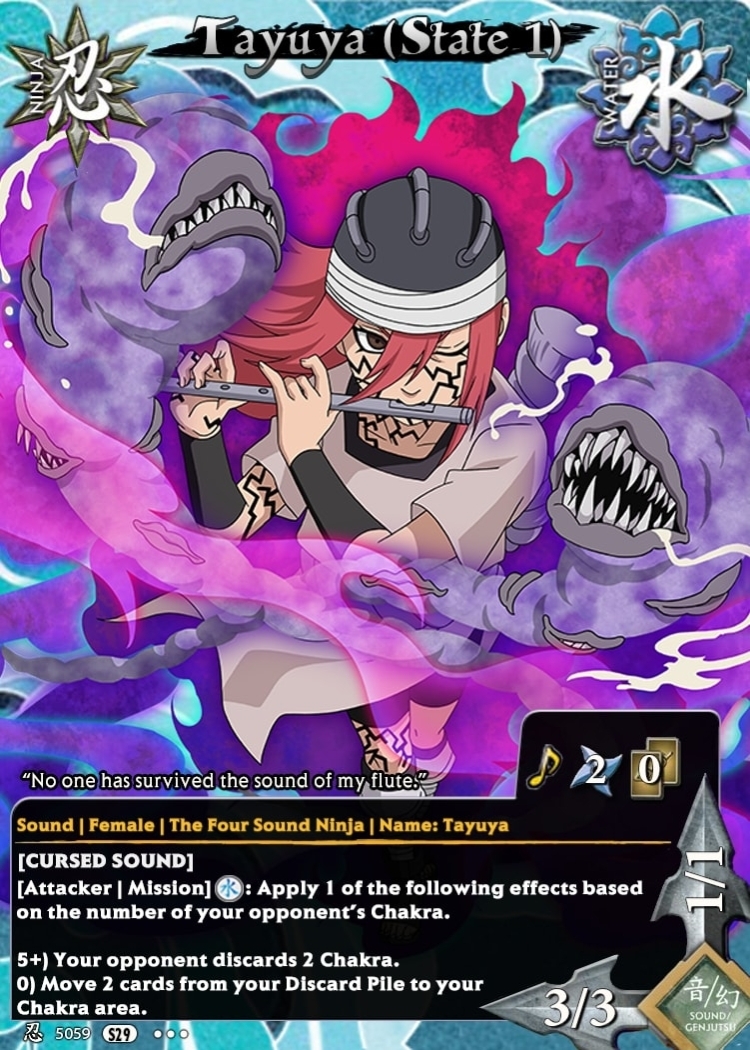 Tayuya (State 1)
NINJA
忍
WATER
水
“No one has survived the sound of my flute.”
2 0
Sound | Female | The Four Sound Ninja | Name: Tayuya
[CURSED SOUND]
[Attacker | Mission] 水: Apply 1 of the following effects based
on the number of your opponent’s Chakra.
5+) Your opponent discards 2 Chakra.
0) Move 2 cards from your Discard Pile to your
Chakra area.
1/1
3/3
音/幻
SOUND/
GENJUTSU
忍 5059 S29